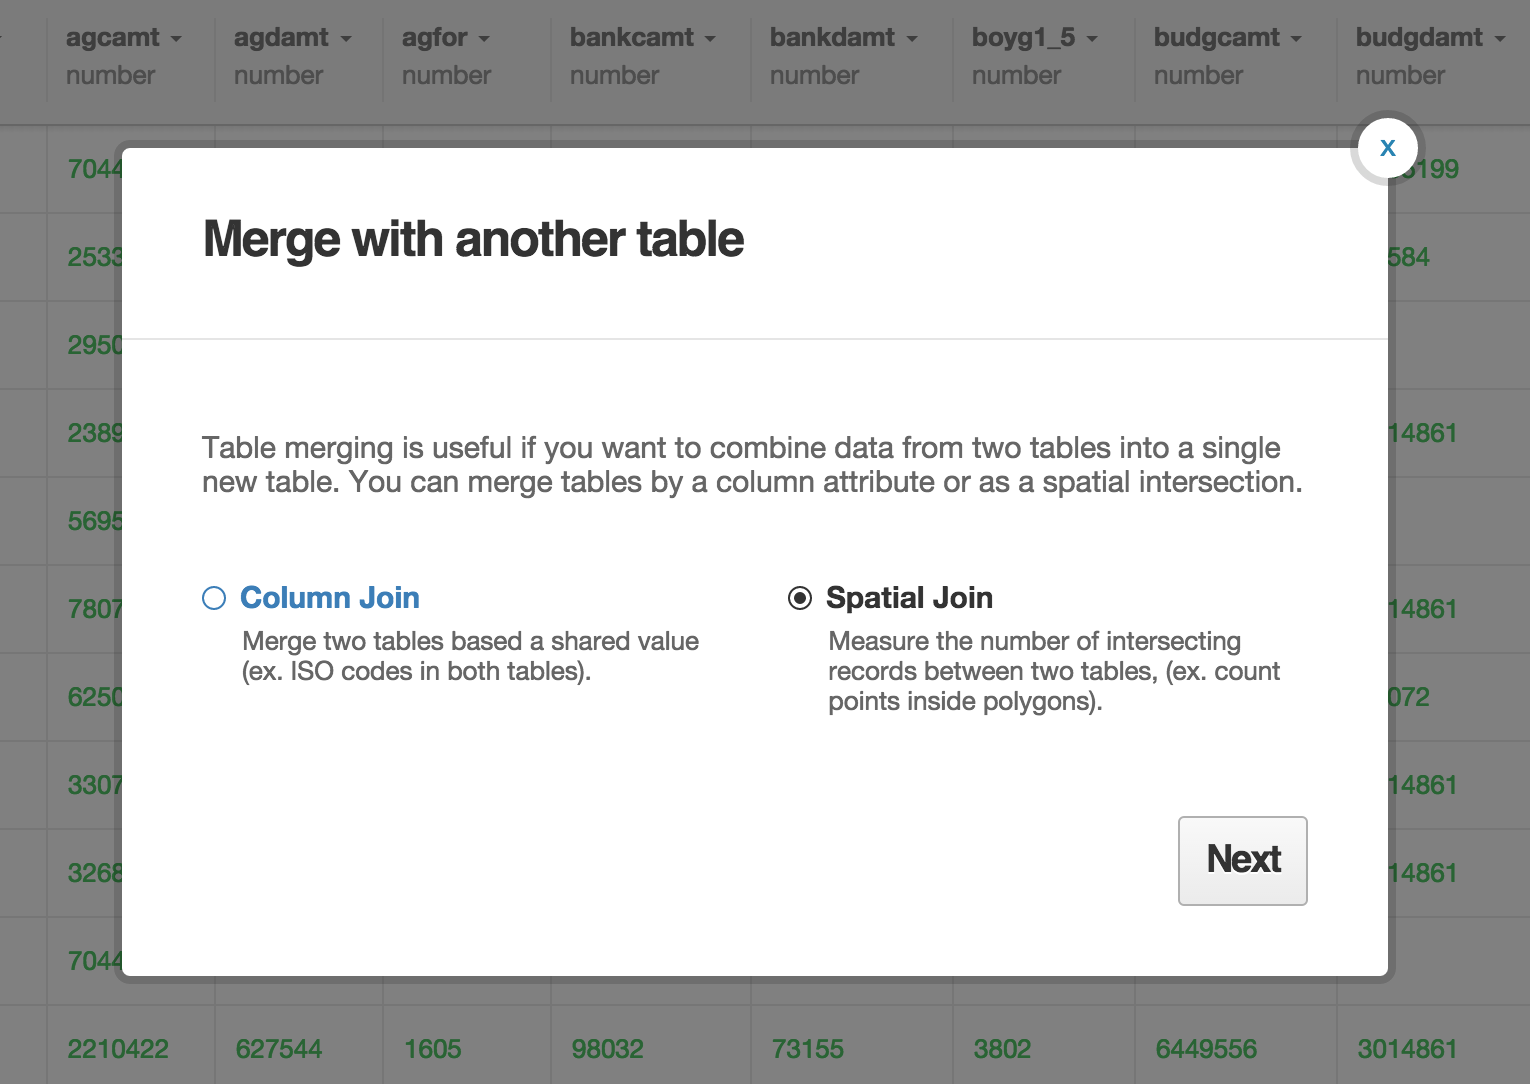 agcamt agdamt agfor bankcamt bankdamt boyg1_5 budgcamt budgdamt
number number number number number number number number
X
7044 199
Merge with another table
2533 584
2950
2389 14861
Table merging is useful if you want to combine data from two tables into a single
new table. You can merge tables by a column attribute or as a spatial intersection.
5695
Column Join Spatial Join
7807 14861
Merge two tables based a shared value Measure the number of intersecting
(ex. ISO codes in both tables). records between two tables, (ex. count
6250 072
points inside polygons).
3307 14861
Next
3268 14861
7044
2210422 627544 1605 98032 73155 3802 6449556 3014861